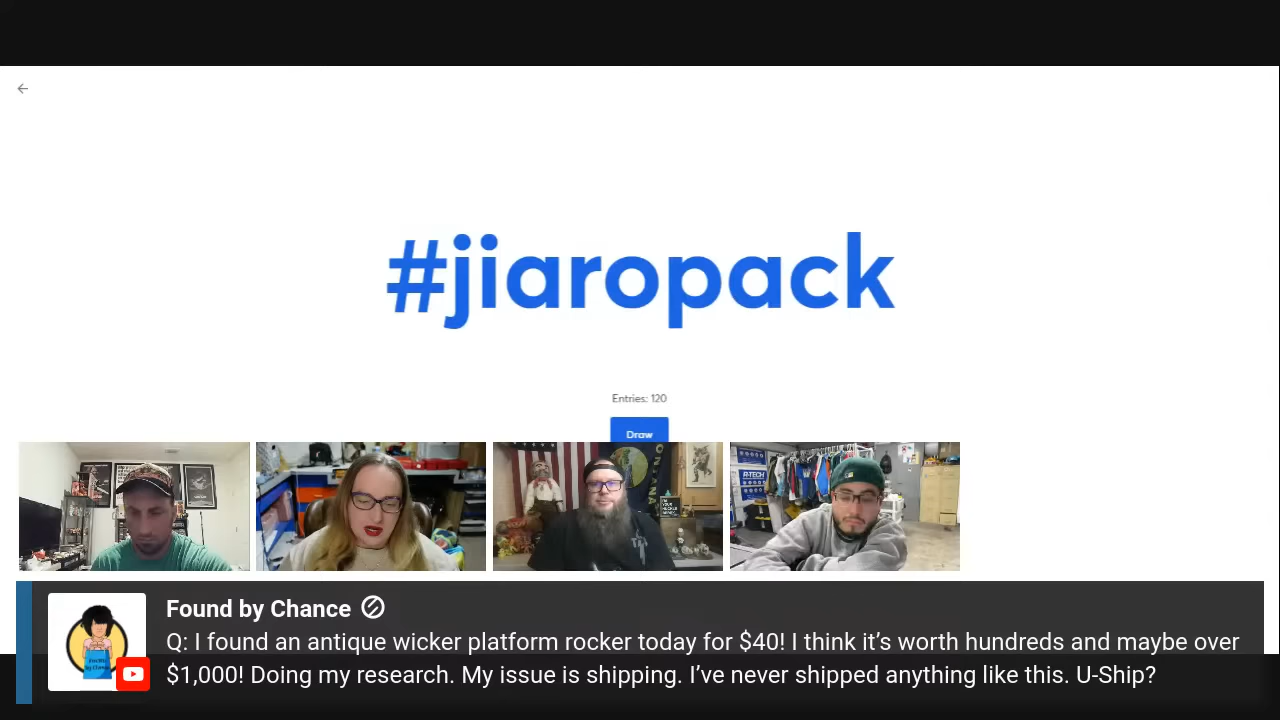 #jiaropack
Entries: 120
Draw
R-TECH
Found by Chance
Q: I found an antique wicker platform rocker today for $40! I think it’s worth hundreds and maybe over
$1,000! Doing my research. My issue is shipping. I’ve never shipped anything like this. U-Ship?